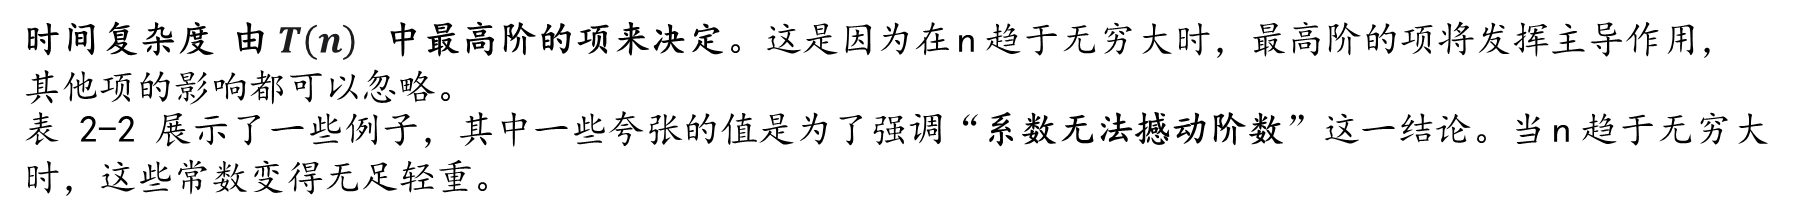 时间复杂度 由 T(n) 中最高阶的项来决定。这是因为在n趋于无穷大时，最高阶的项将发挥主导作用，
其他项的影响都可以忽略。
表 2-2 展示了一些例子，其中一些夸张的值是为了强调“系数无法撼动阶数”这一结论。当n趋于无穷大
时，这些常数变得无足轻重。